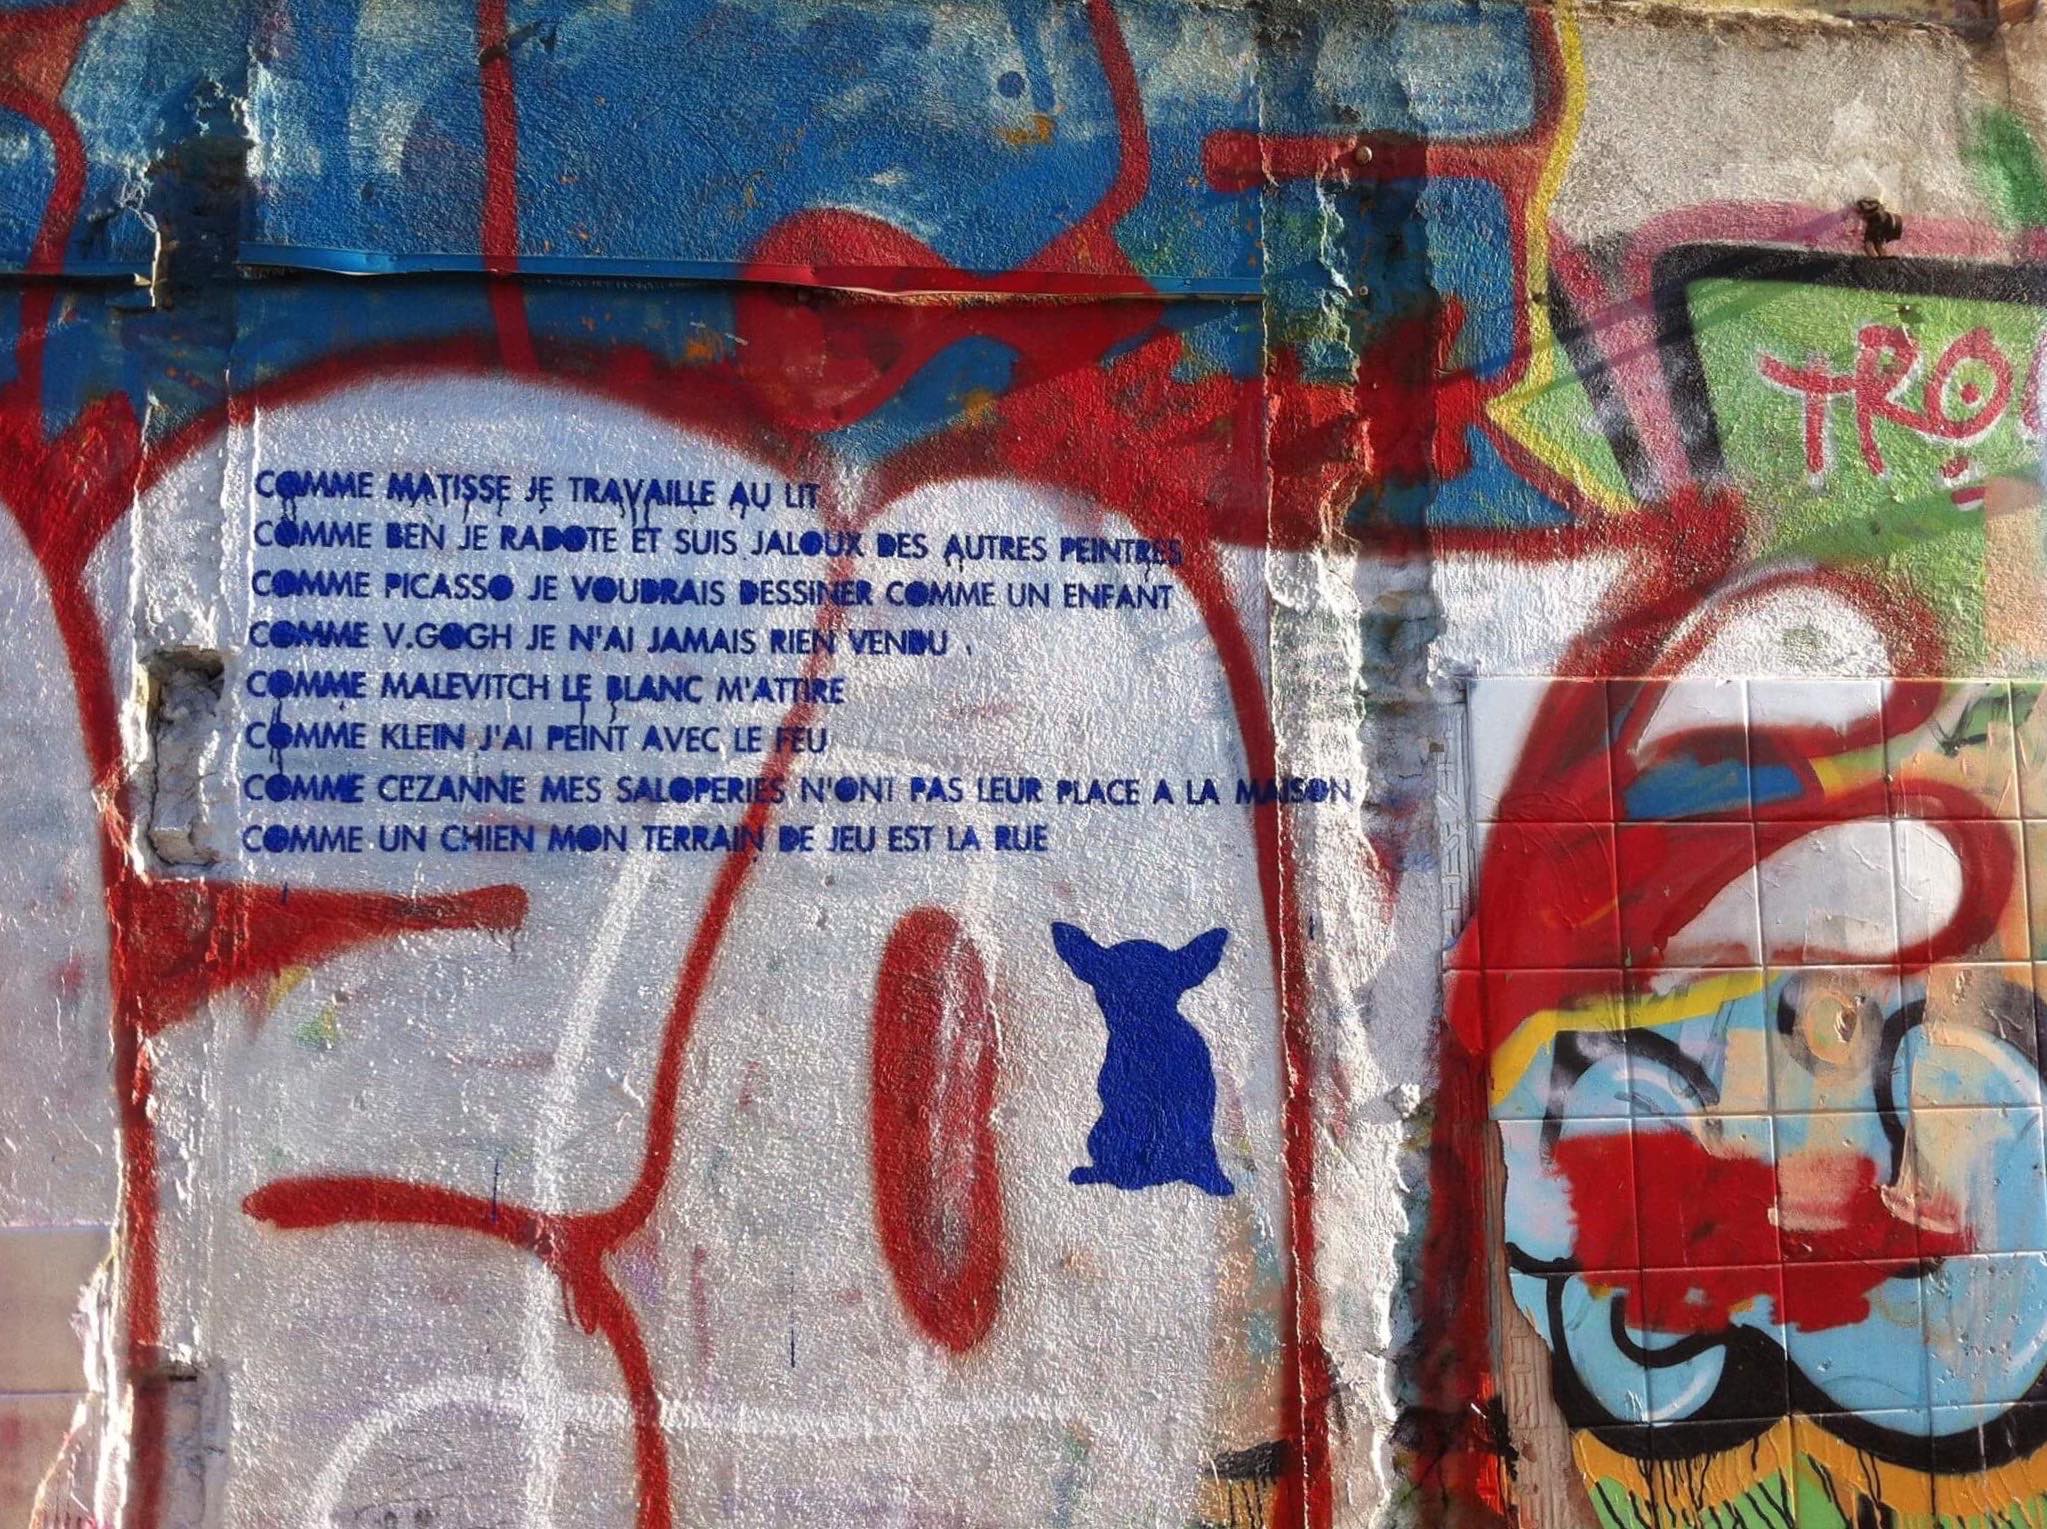 COMME MATISSE JE TRAVAILLE AU LIT
COMME BEN JE RADOTE ET SUIS JALOUX DES AUTRES PEINTRES
COMME PICASSO JE VOUDRAIS DESSINER COMME UN ENFANT
COMME V.GOGH JE N'AI JAMAIS RIEN VENDU .
COMME MALEVITCH LE BLANC M'ATTIRE
COMME KLEIN J'AI PEINT AVEC LE FEU
COMME CEZANNE MES SALOPERIES N'ONT PAS LEUR PLACE A LA MAISON
COMME UN CHIEN MON TERRAIN DE JEU EST LA RUE